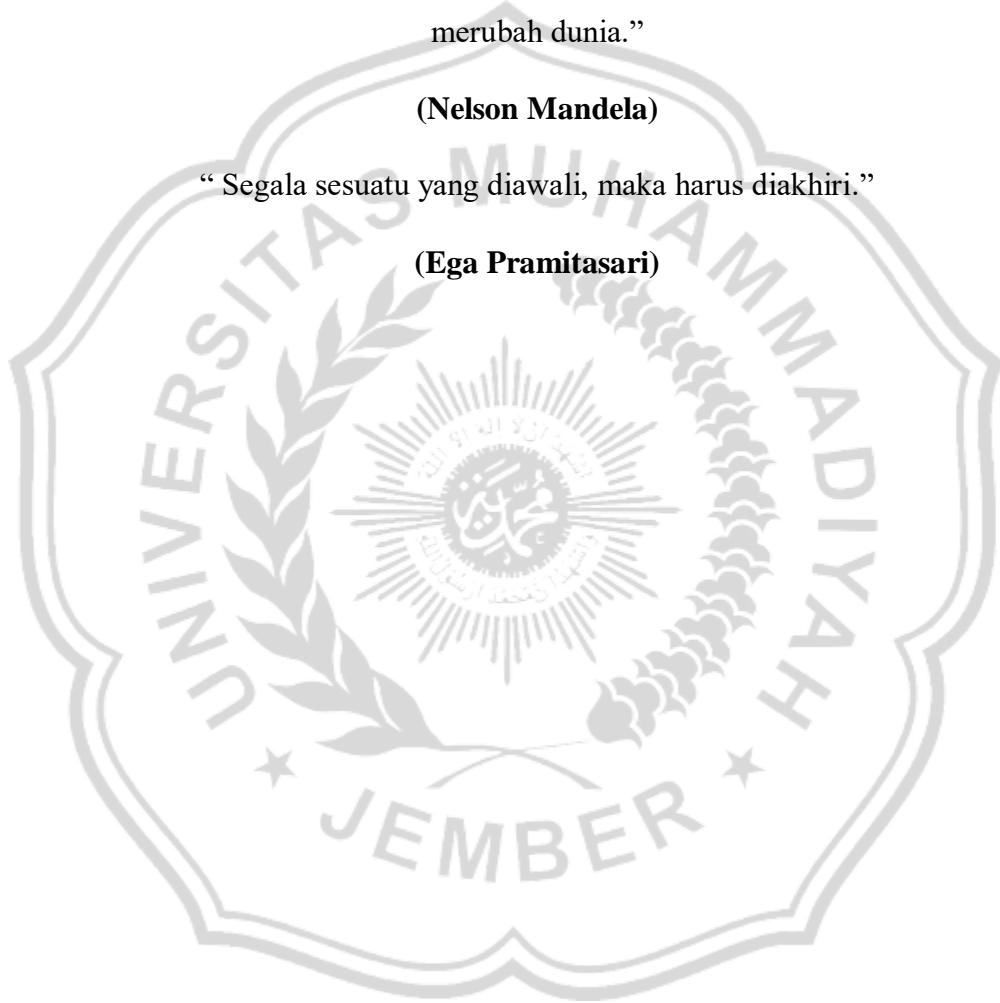 merubah dunia.”
(Nelson Mandela)
“ Segala sesuatu yang diawali, maka harus diakhiri.”
(Ega Pramitasari)
UNIVERSITAS MUHAMMADIYAH
JEMBER